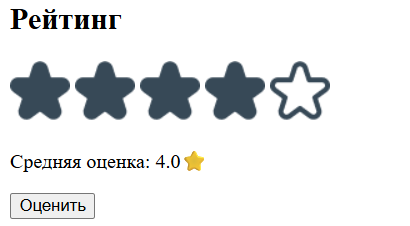 Рейтинг
Средняя оценка: 4.0⭐
Оценить